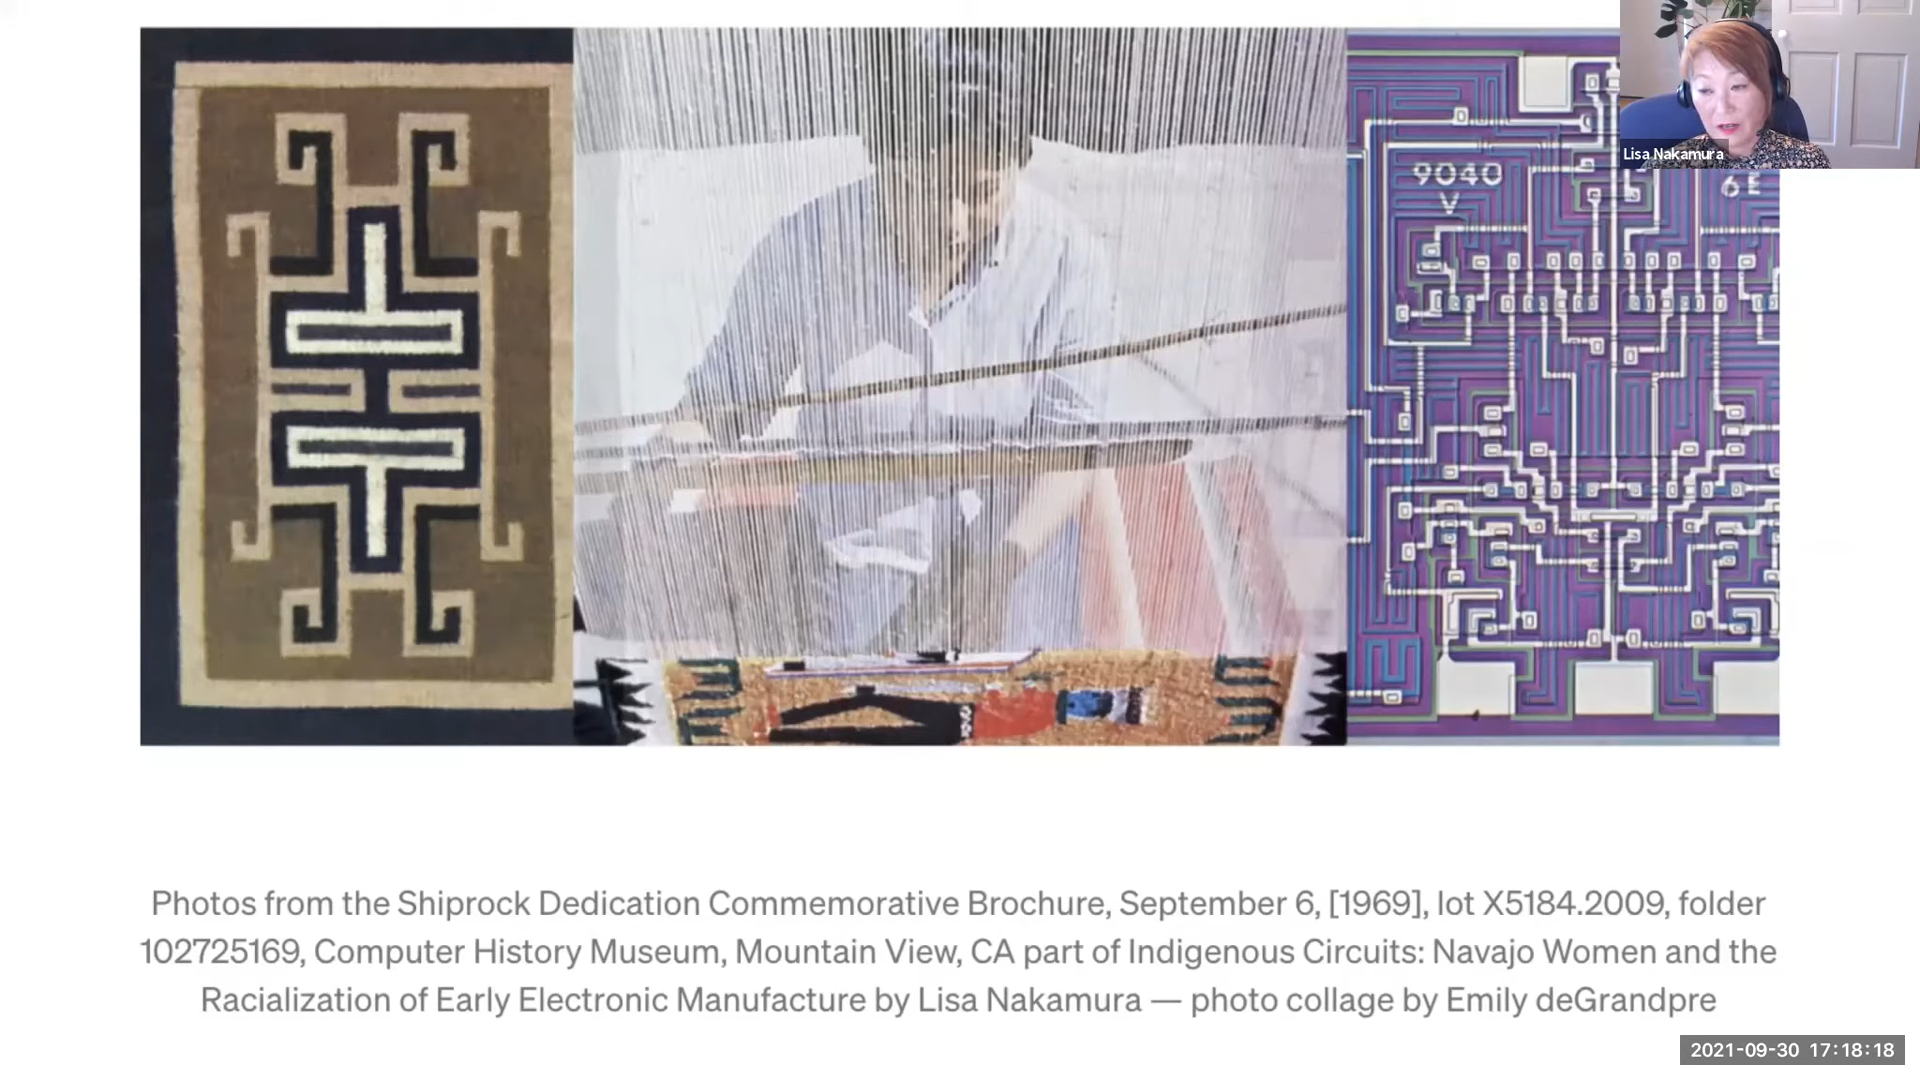 Lisa Nakamura
9040
V
6 E
Photos from the Shiprock Dedication Commemorative Brochure, September 6, [1969], lot X5184.2009, folder
102725169, Computer History Museum, Mountain View, CA part of Indigenous Circuits: Navajo Women and the
Racialization of Early Electronic Manufacture by Lisa Nakamura — photo collage by Emily deGrandpre
2021-09-30 17:18:18